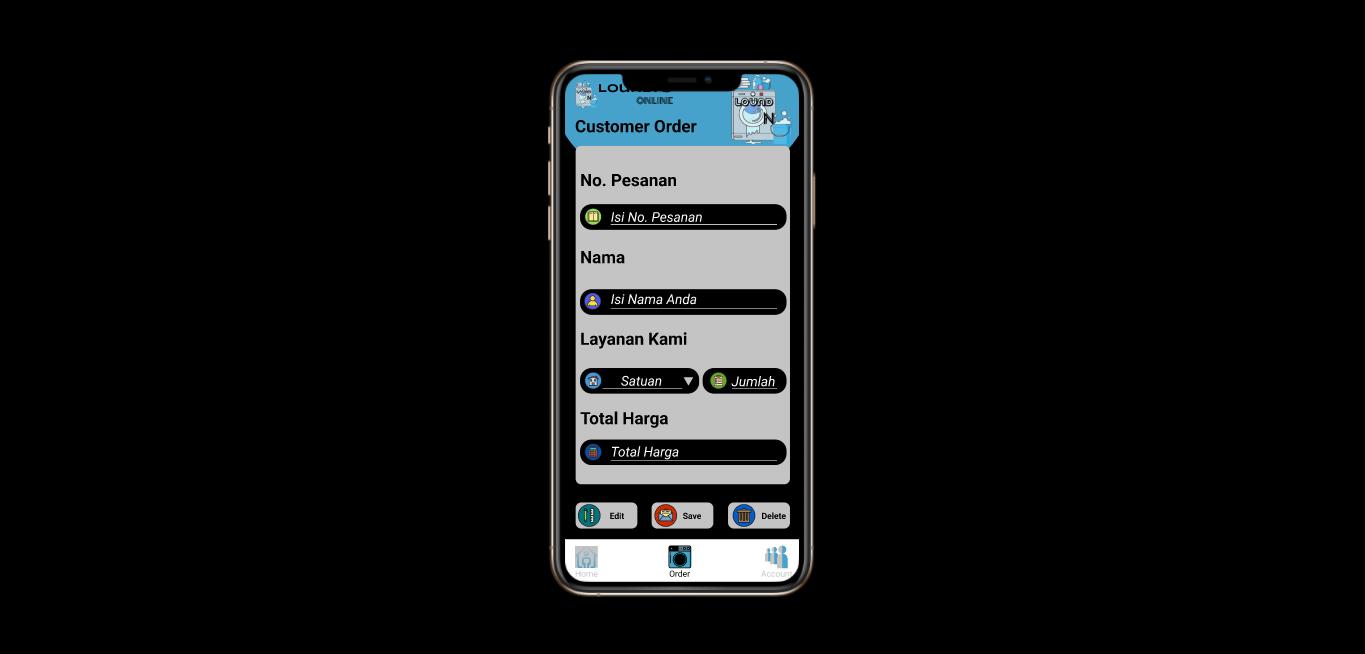 ONLINE
LOUND
N
Customer Order
No. Pesanan
Isi No. Pesanan
Nama
Isi Nama Anda
Layanan Kami
Satuan Jumlah
Total Harga
Total Harga
Edit Save Delete
Home Order Account